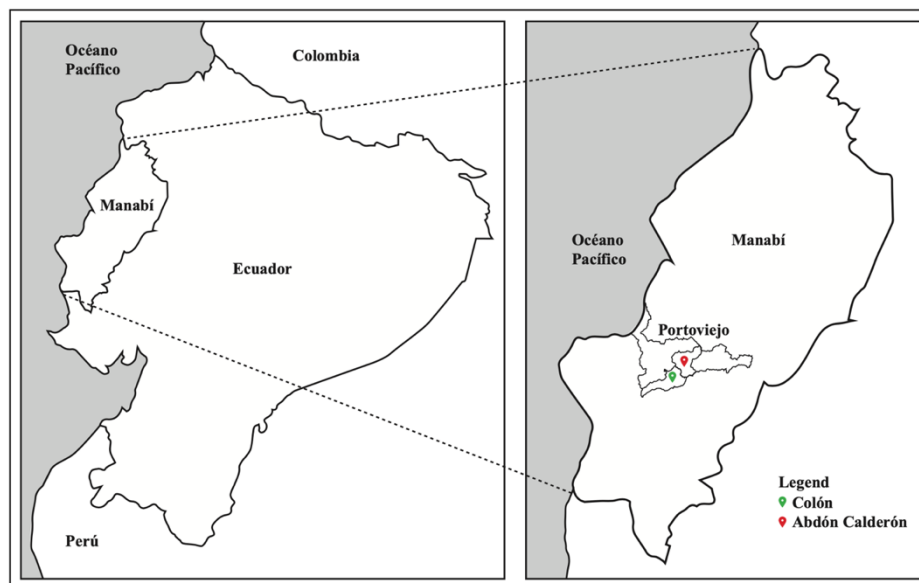 Océano
Pacífico
Colombia
Manabí
Ecuador
Perú
Océano
Pacífico
Manabí
Portoviejo
Legend
Colón
Abdón Calderón